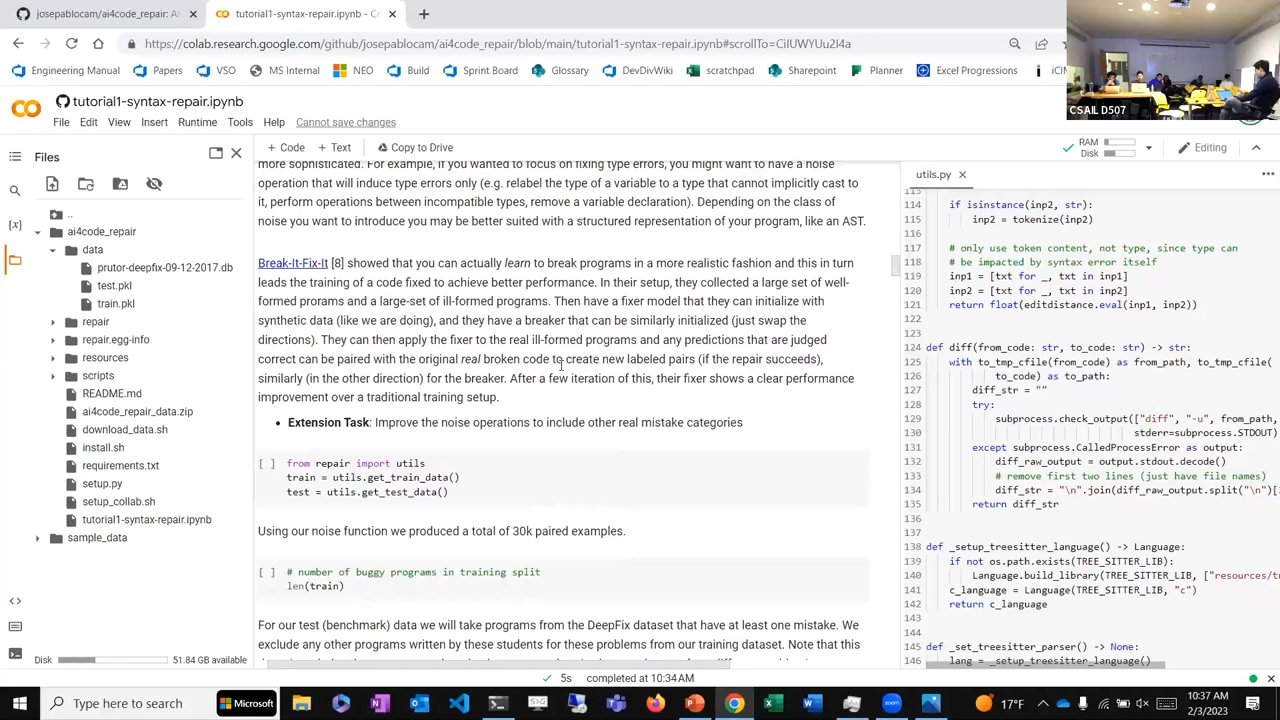 josepablocam/ai4code_repair: AI
tutorial1-syntax-repair.ipynb - Co
colab.research.google.com/github/josepablocam/ai4code_repair/blob/main/tutorial1-syntax-repair.ipynb#scrollTo=CiIUWYUu2I4a
Engineering Manual
Papers
VSO
MS Internal
NEO
Build
Sprint Board
Glossary
DevDivWiki
scratchpad
Planner
Excel Progressions
CSAIL D507
tutorial1-syntax-repair.ipynb
File Edit View Insert Runtime Tools Help Cannot save changes
Files
+ Code + Text Copy to Drive
RAM
Disk
Editing
..
ai4code_repair
data
prutor-deepfix-09-12-2017.db
test.pkl
train.pkl
repair
repair.egg-info
resources
scripts
README.md
ai4code_repair_data.zip
download_data.sh
install.sh
requirements.txt
setup.py
setup_collab.sh
tutorial1-syntax-repair.ipynb
sample_data
Disk 51.84 GB available
more sophisticated. For example, if you wanted to focus on fixing type errors, you might want to have a noise
operation that will induce type errors only (e.g. relabel the type of a variable to a type that cannot implicitly cast to
it, perform operations between incompatible types, remove a variable declaration). Depending on the class of
noise you want to introduce you may be better suited with a structured representation of your program, like an AST.
Break-It-Fix-It [8] showed that you can actually learn to break programs in a more realistic fashion and this in turn
leads the training of a code fixed to achieve better performance. In their setup, they collected a large set of well-
formed prorams and a large-set of ill-formed programs. Then have a fixer model that they can initialize with
synthetic data (like we are doing), and they have a breaker that can be similarly initialized (just swap the
directions). They can then apply the fixer to the real ill-formed programs and any predictions that are judged
correct can be paired with the original real broken code to create new labeled pairs (if the repair succeeds),
similarly (in the other direction) for the breaker. After a few iteration of this, their fixer shows a clear performance
improvement over a traditional training setup.
• Extension Task: Improve the noise operations to include other real mistake categories
[ ] from repair import utils
train = utils.get_train_data()
test = utils.get_test_data()
Using our noise function we produced a total of 30k paired examples.
[ ] # number of buggy programs in training split
len(train)
For our test (benchmark) data we will take programs from the DeepFix dataset that have at least one mistake. We
exclude any other programs written by these students for these problems from our training dataset. Note that this
utils.py
113
114 if isinstance(inp2, str):
115 inp2 = tokenize(inp2)
116
117 # only use token content, not type, since type can
118 # be impacted by syntax error itself
119 inp1 = [txt for _, txt in inp1]
120 inp2 = [txt for _, txt in inp2]
121 return float(editdistance.eval(inp1, inp2))
122
123
124 def diff(from_code: str, to_code: str) -> str:
125 with to_tmp_cfile(from_code) as from_path, to_tmp_cfile(
126 to_code) as to_path:
127 diff_str = ""
128 try:
129 subprocess.check_output(["diff", "-u", from_path,
130 stderr=subprocess.STDOUT)
131 except subprocess.CalledProcessError as output:
132 diff_raw_output = output.stdout.decode()
133 # remove first two lines (just have file names)
134 diff_str = "\n".join(diff_raw_output.split("\n")[
135 return diff_str
136
137
138 def _setup_treesitter_language() -> Language:
139 if not os.path.exists(TREE_SITTER_LIB):
140 Language.build_library(TREE_SITTER_LIB, ["resources/t
141 c_language = Language(TREE_SITTER_LIB, "c")
142 return c_language
143
144
145 def _set_treesitter_parser() -> None:
146 lang = _setup_treesitter_language()
5s completed at 10:34 AM
Type here to search
Microsoft
17°F
10:37 AM
2/3/2023